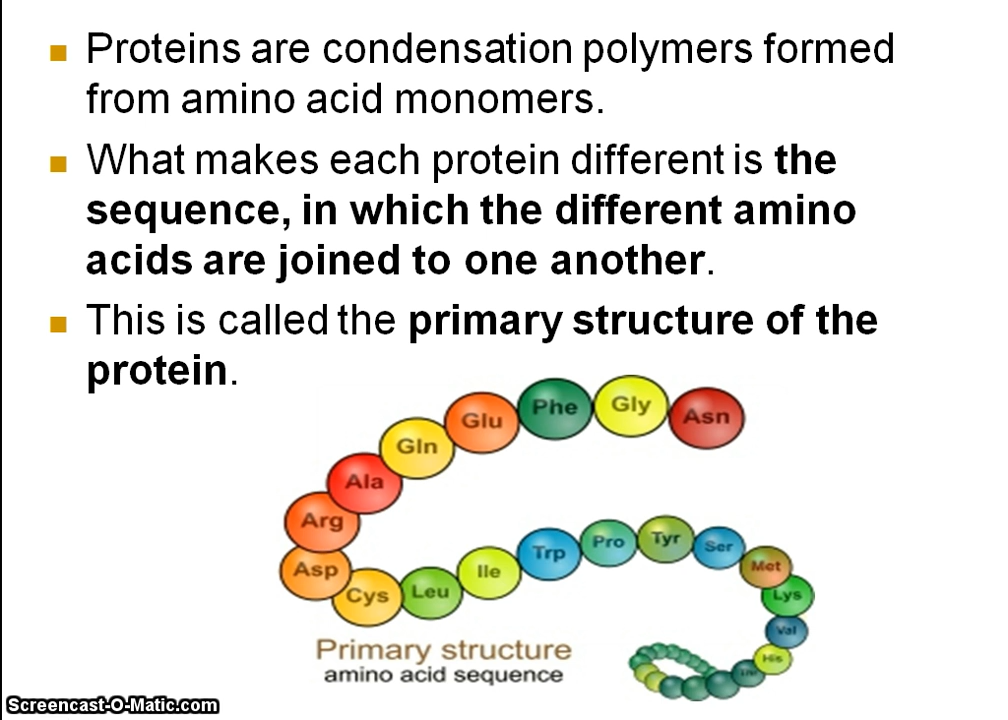 Proteins are condensation polymers formed
from amino acid monomers.
What makes each protein different is the
sequence, in which the different amino
acids are joined to one another.
This is called the primary structure of the
protein.
Asn
Gly
Phe
Glu
Gln
Ala
Arg
Asp
Cys
Leu
Ile
Trp
Pro
Tyr
Ser
Met
Lys
Val
His
Primary structure
amino acid sequence
Screencast-O-Matic.com